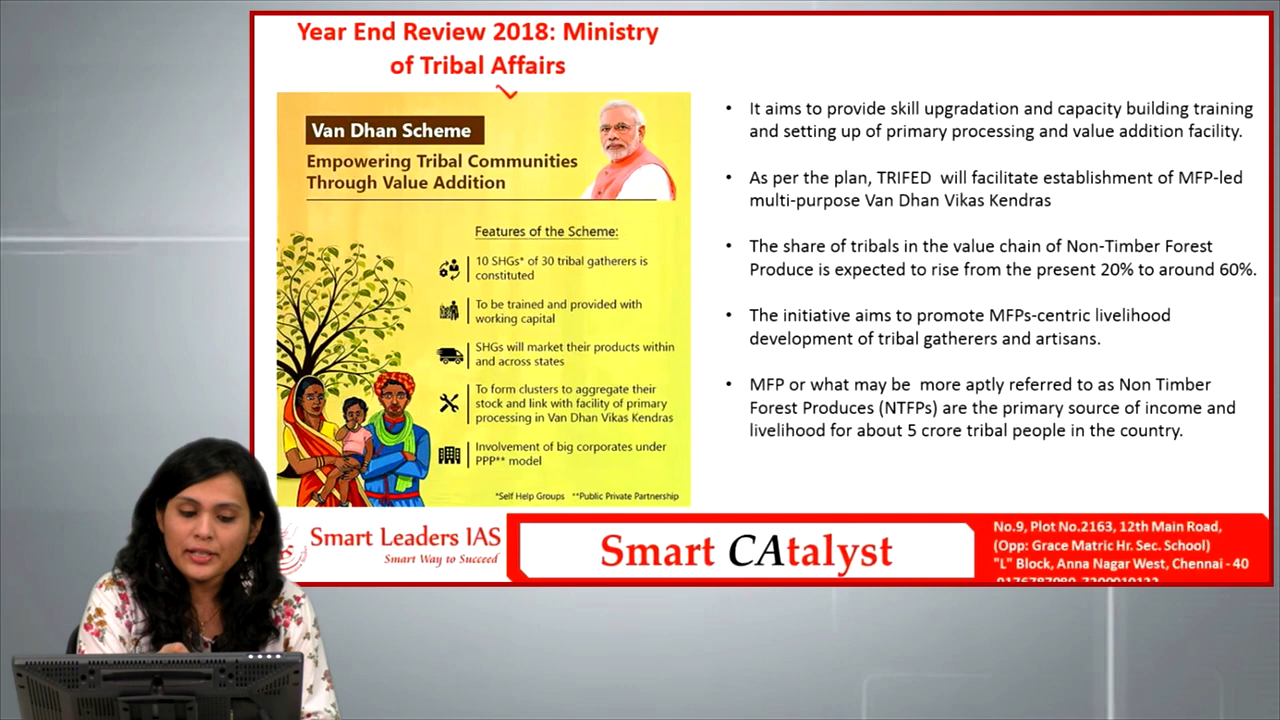 Year End Review 2018: Ministry
of Tribal Affairs
Van Dhan Scheme
Empowering Tribal Communities
Through Value Addition
Features of the Scheme:
10 SHGs* of 30 tribal gatherers is
constituted
To be trained and provided with
working capital
SHGs will market their products within
and across states
To form clusters to aggregate their
stock and link with facility of primary
processing in Van Dhan Vikas Kendras
Involvement of big corporates under
PPP** model
*Self Help Groups **Public Private Partnership
• It aims to provide skill upgradation and capacity building training
and setting up of primary processing and value addition facility.
• As per the plan, TRIFED will facilitate establishment of MFP-led
multi-purpose Van Dhan Vikas Kendras
• The share of tribals in the value chain of Non-Timber Forest
Produce is expected to rise from the present 20% to around 60%.
• The initiative aims to promote MFPs-centric livelihood
development of tribal gatherers and artisans.
• MFP or what may be more aptly referred to as Non Timber
Forest Produces (NTFPs) are the primary source of income and
livelihood for about 5 crore tribal people in the country.
Smart Leaders IAS
Smart Way to Succeed
Smart CAtalyst
No.9, Plot No.2163, 12th Main Road,
(Opp: Grace Matric Hr. Sec. School)
"L" Block, Anna Nagar West, Chennai - 40